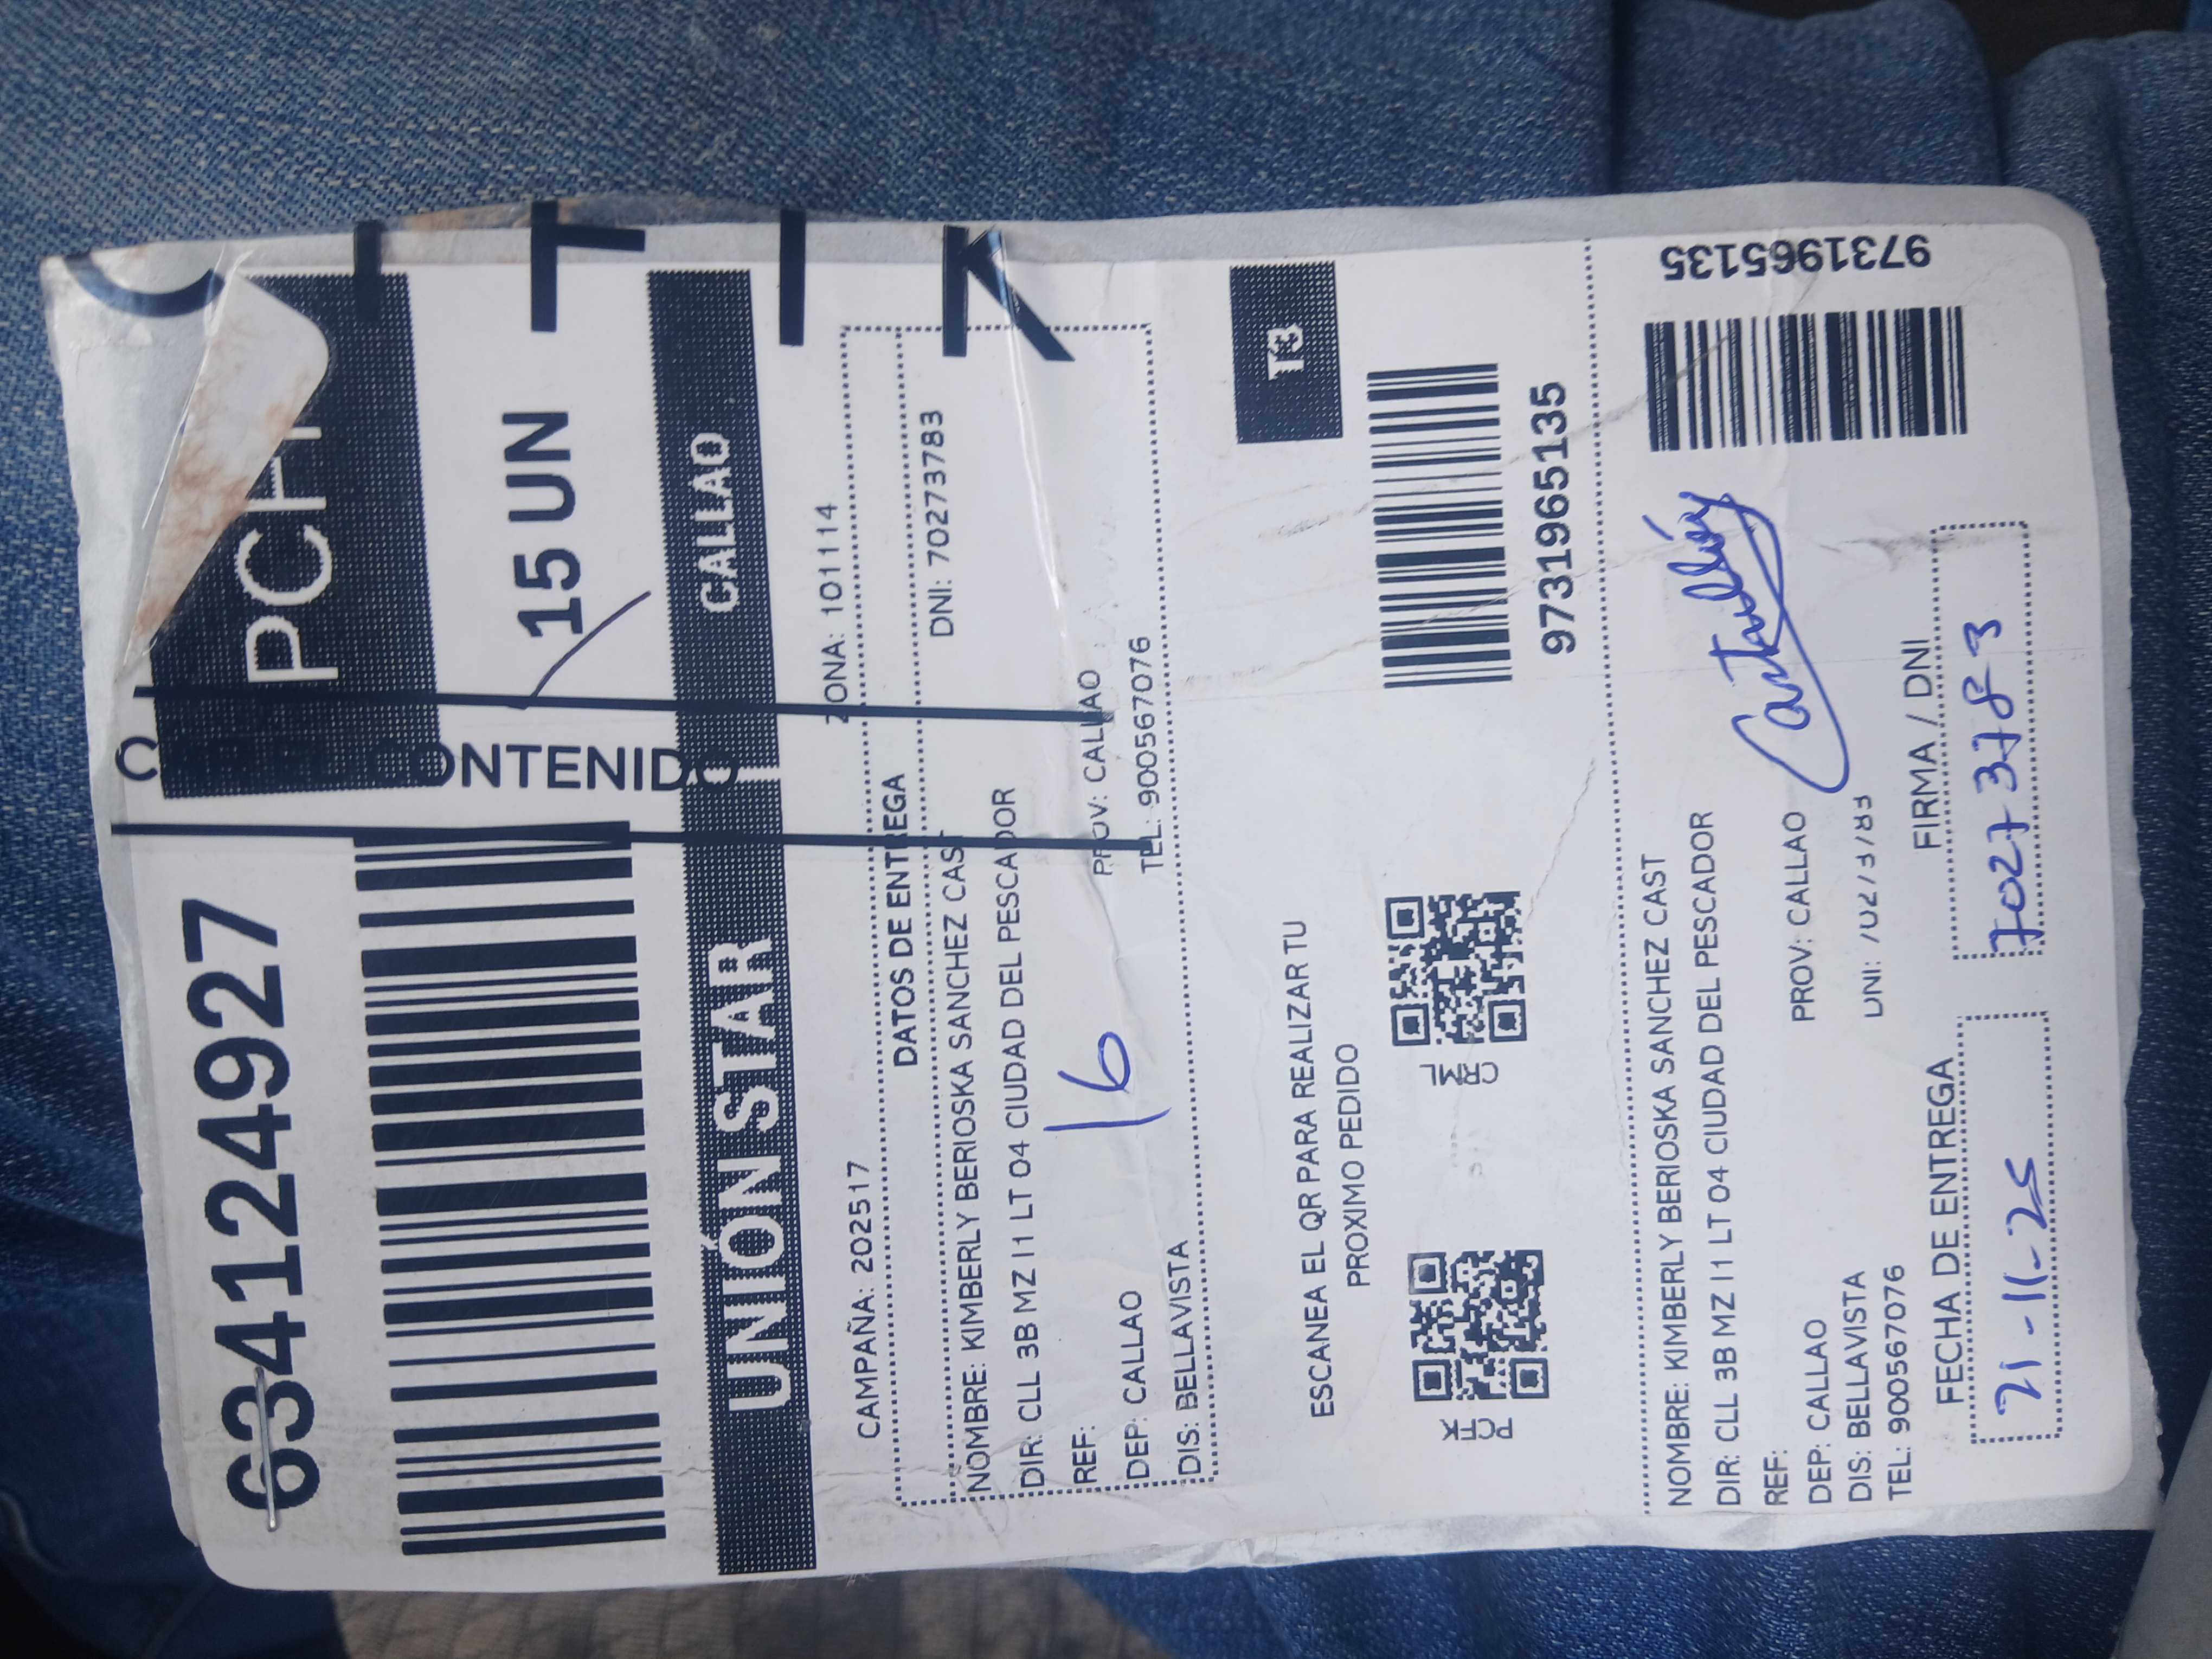 634124927
PCH
15 UN
CONTENIDO
UNIÓN STAR
CALLAO
CAMPAÑA: 202517
ZONA: 101114
DATOS DE ENTREGA
NOMBRE: KIMBERLY BERIOSKA SANCHEZ CAST
DNI: 70273783
DIR: CLL 3B MZ I1 LT 04 CIUDAD DEL PESCADOR
REF:
16
DEP: CALLAO
PROV: CALLAO
DIS: BELLAVISTA
TEL: 900567076
T3
ESCANEA EL QR PARA REALIZAR TU
PROXIMO PEDIDO
9731965135
NOMBRE: KIMBERLY BERIOSKA SANCHEZ CAST
DIR: CLL 3B MZ I1 LT 04 CIUDAD DEL PESCADOR
REF:
DEP: CALLAO
PROV: CALLAO
DIS: BELLAVISTA
TEL: 900567076
9731965135
FECHA DE ENTREGA
FIRMA / DNI
21-11-25
70273783